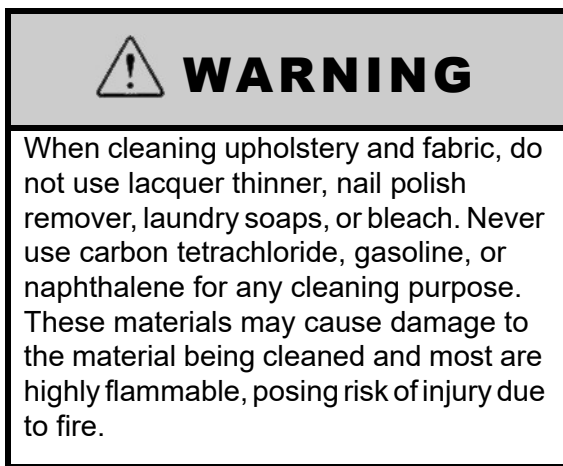 WARNING
When cleaning upholstery and fabric, do
not use lacquer thinner, nail polish
remover, laundry soaps, or bleach. Never
use carbon tetrachloride, gasoline, or
naphthalene for any cleaning purpose.
These materials may cause damage to
the material being cleaned and most are
highly flammable, posing risk of injury due
to fire.